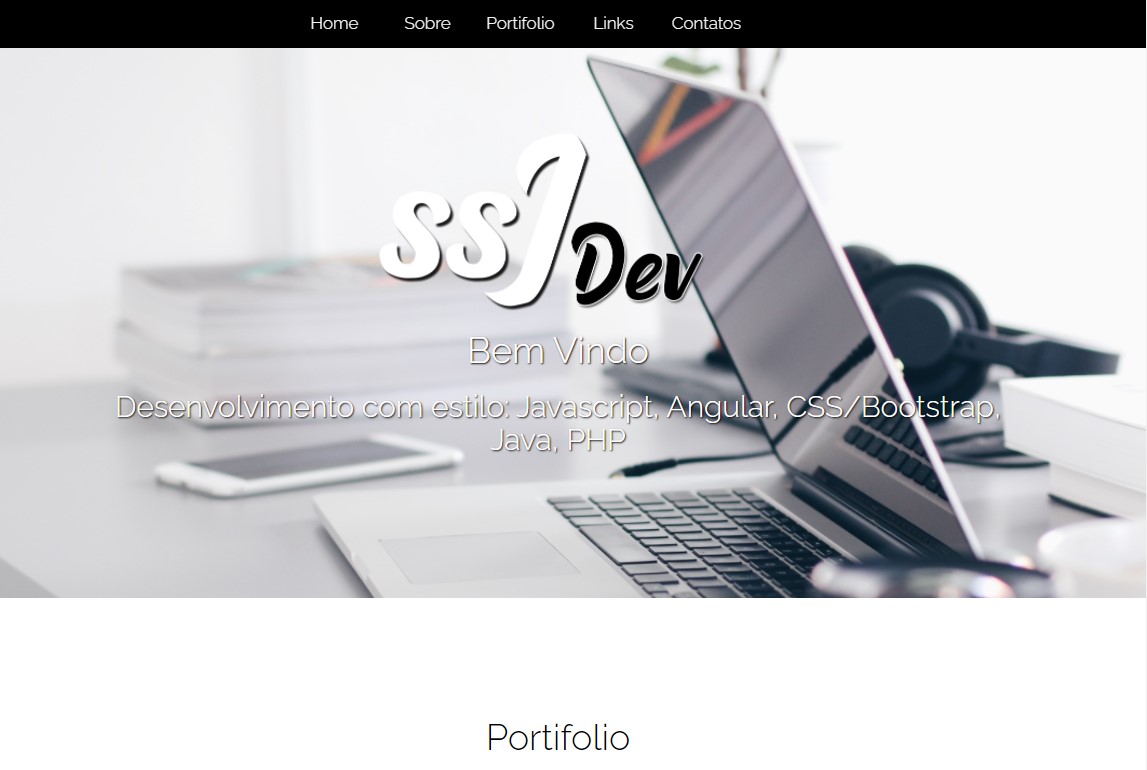 Home Sobre Portifolio Links Contatos
ssJ Dev
Bem Vindo
Desenvolvimento com estilo: Javascript, Angular, CSS/Bootstrap,
Java, PHP
Portifolio